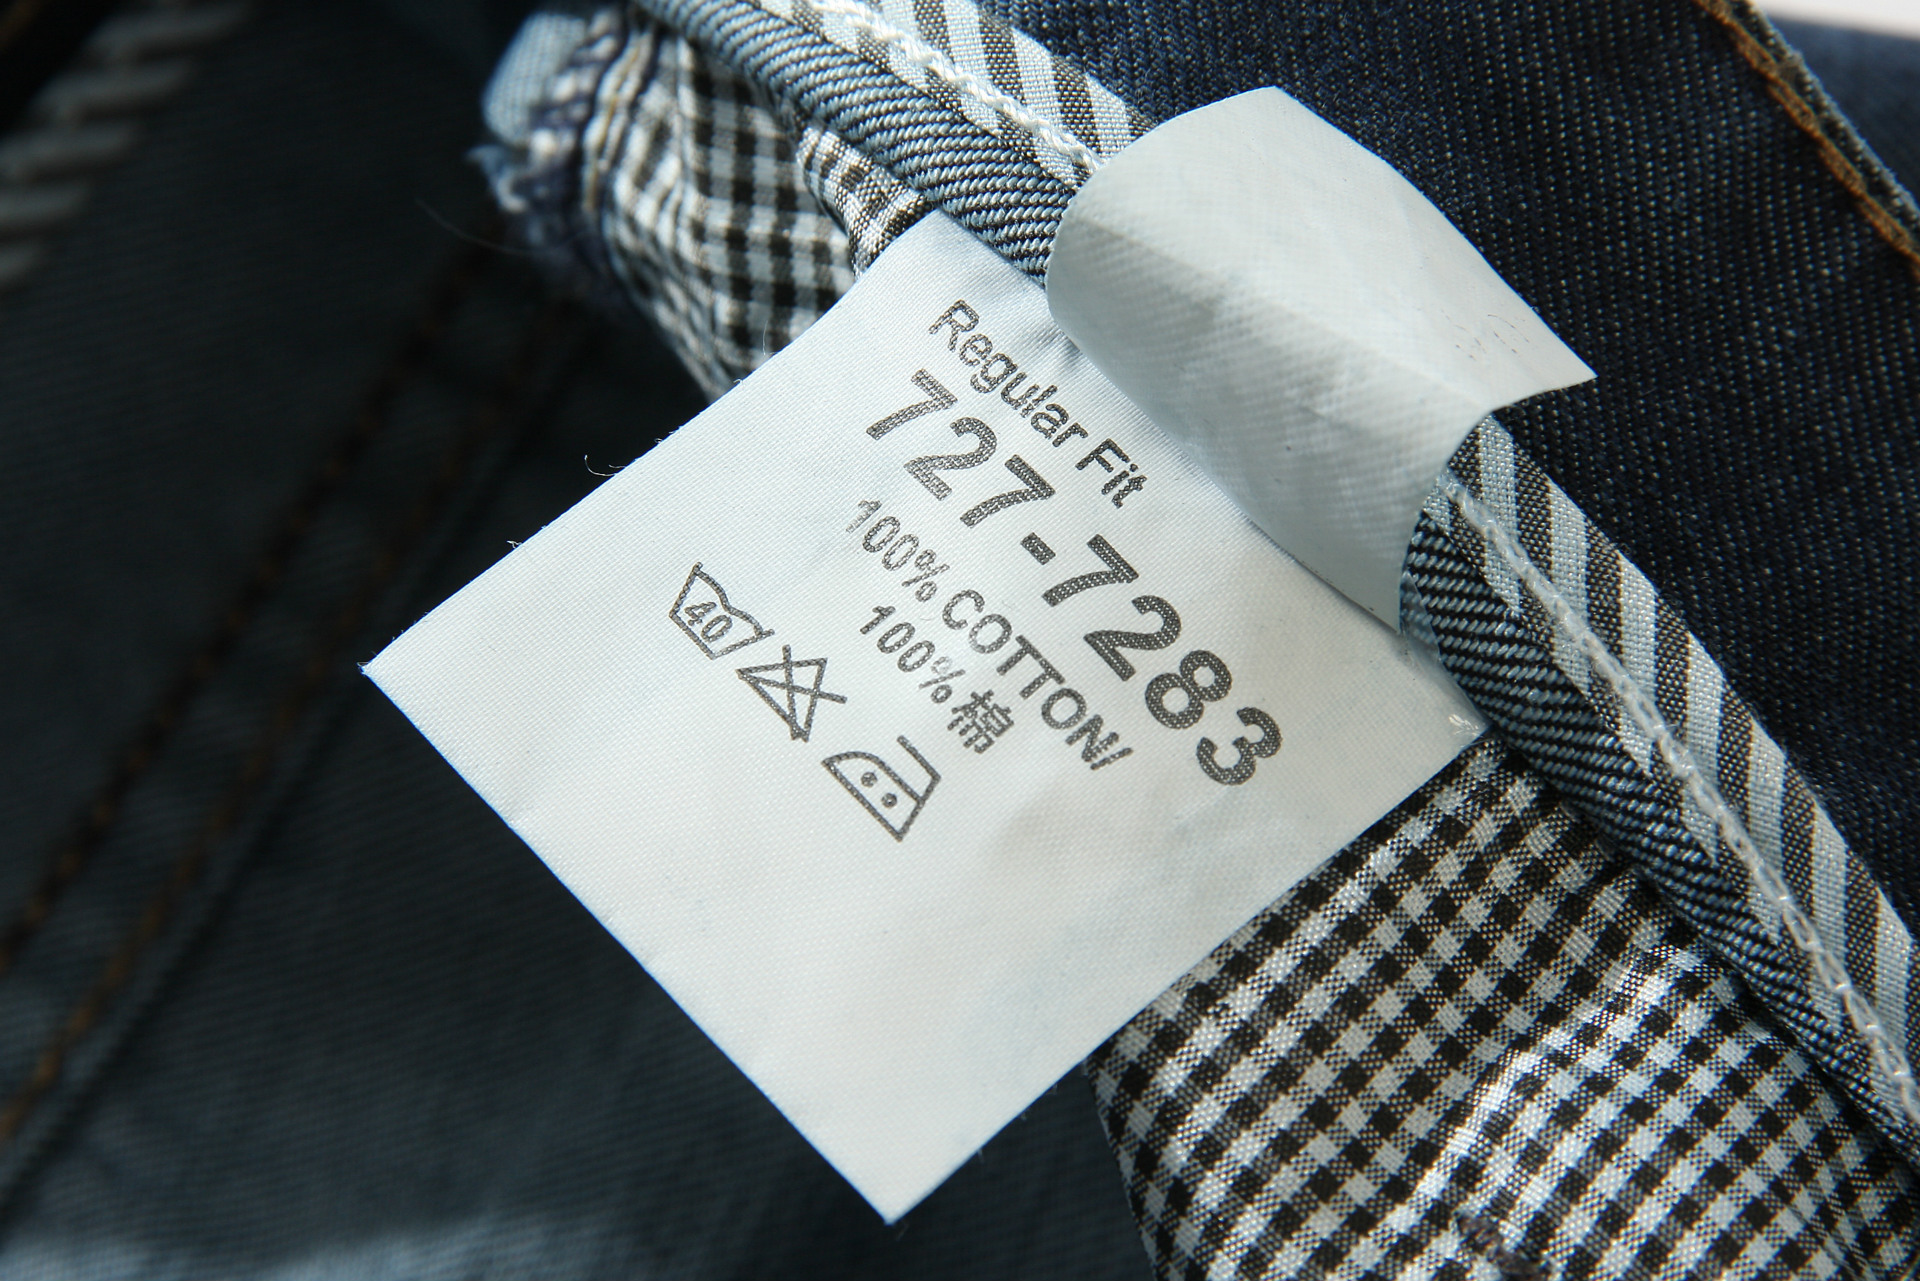 Regular Fit
727-7283
100% COTTON/
100%棉
40